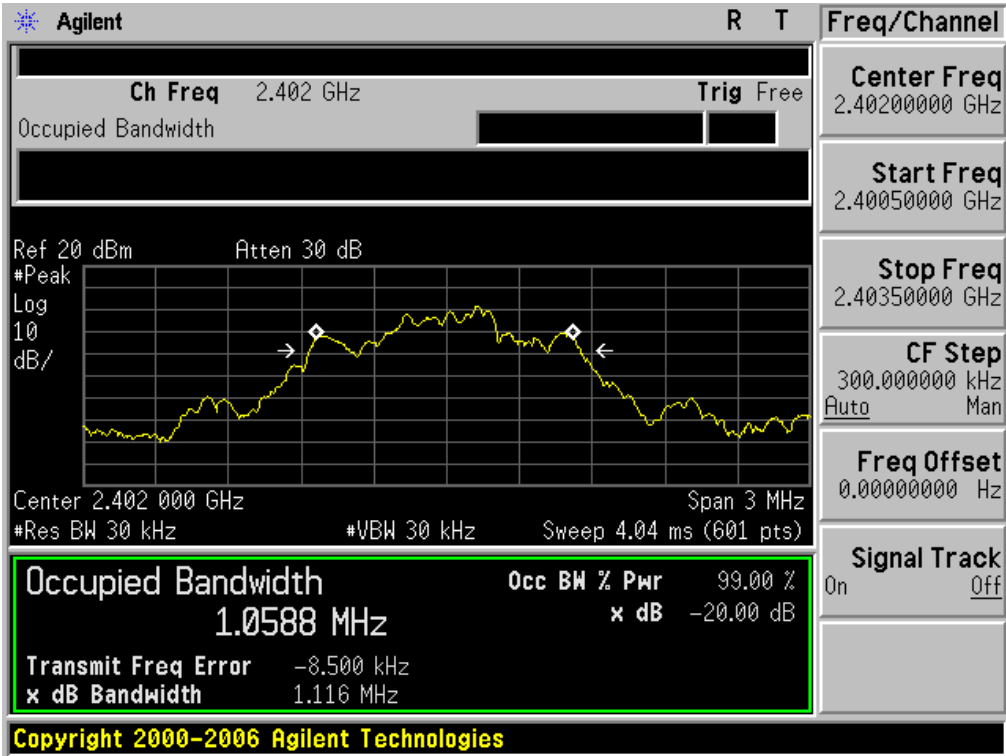 Agilent R T
Ch Freq 2.402 GHz Trig Free
Occupied Bandwidth
Ref 20 dBm Atten 30 dB
#Peak
Log
10
dB/
Center 2.402 000 GHz Span 3 MHz
#Res BW 30 kHz #VBW 30 kHz Sweep 4.04 ms (601 pts)
Occupied Bandwidth Occ BW % Pwr 99.00 %
1.0588 MHz x dB -20.00 dB
Transmit Freq Error -8.500 kHz
x dB Bandwidth 1.116 MHz
Copyright 2000-2006 Agilent Technologies
Freq/Channel
Center Freq
2.40200000 GHz
Start Freq
2.40050000 GHz
Stop Freq
2.40350000 GHz
CF Step
300.000000 kHz
Auto Man
Freq Offset
0.00000000 Hz
Signal Track
On Off